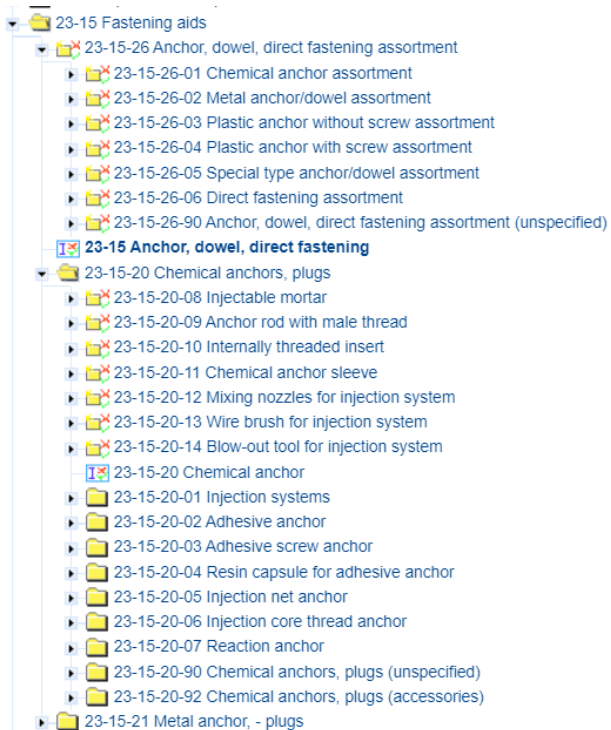 23-15 Fastening aids
23-15-26 Anchor, dowel, direct fastening assortment
23-15-26-01 Chemical anchor assortment
23-15-26-02 Metal anchor/dowel assortment
23-15-26-03 Plastic anchor without screw assortment
23-15-26-04 Plastic anchor with screw assortment
23-15-26-05 Special type anchor/dowel assortment
23-15-26-06 Direct fastening assortment
23-15-26-90 Anchor, dowel, direct fastening assortment (unspecified)
23-15 Anchor, dowel, direct fastening
23-15-20 Chemical anchors, plugs
23-15-20-08 Injectable mortar
23-15-20-09 Anchor rod with male thread
23-15-20-10 Internally threaded insert
23-15-20-11 Chemical anchor sleeve
23-15-20-12 Mixing nozzles for injection system
23-15-20-13 Wire brush for injection system
23-15-20-14 Blow-out tool for injection system
23-15-20 Chemical anchor
23-15-20-01 Injection systems
23-15-20-02 Adhesive anchor
23-15-20-03 Adhesive screw anchor
23-15-20-04 Resin capsule for adhesive anchor
23-15-20-05 Injection net anchor
23-15-20-06 Injection core thread anchor
23-15-20-07 Reaction anchor
23-15-20-90 Chemical anchors, plugs (unspecified)
23-15-20-92 Chemical anchors, plugs (accessories)
23-15-21 Metal anchor, - plugs